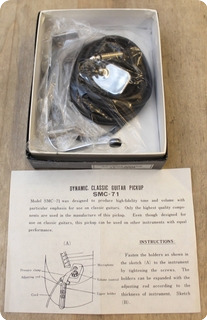 DYNAMIC CLASSIC GUITAR PICKUP
SMC-71
Model SMC-71 was designed to produce high-fidelity tone and volume with
particular emphasis for use on classic guitars. Only the highest quality compo-
nents are used in the manufacture of this pickup. Even though designed for
use on classic guitars, this pickup can be used on other instruments with equal
performance.
(A)
INSTRUCTIONS
Fasten the holders as shown in
the sketch (A) to the instrument
by tightening the screws. The
holders can be expanded with the
adjusting rod according to the
thickness of instrument. Sketch
(B).